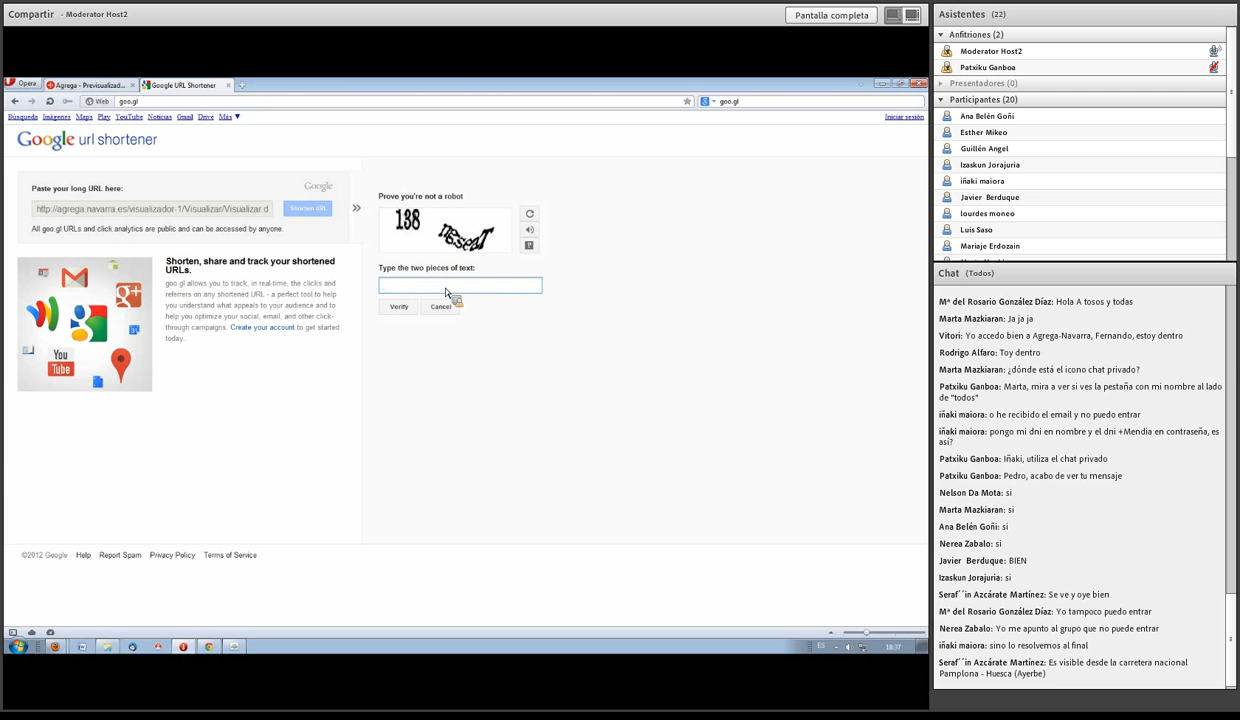 Compartir - Moderator Host2
Pantalla completa
Opera
Agrega - Previsualizad...
Google URL Shortener
Web
goo.gl
goo.gl
Búsqueda Imágenes Maps Play YouTube Noticias Gmail Drive Más ▼
Iniciar sesión
Google url shortener
Paste your long URL here:
Google
http://agrega.navarra.es/visualizador-1/Visualizar/Visualizar.d
Shorten URL
»
All goo.gl URLs and click analytics are public and can be accessed by anyone.
Prove you're not a robot
138
Type the two pieces of text:
Verify
Cancel
Shorten, share and track your shortened
URLs.
goo.gl allows you to track, in real-time, the clicks and
referrers on any shortened URL - a perfect tool to help
you understand what appeals to your audience and to
help you optimize your social, email, and other click-
through campaigns. Create your account to get started
today.
You
Tube
©2012 Google Help Report Spam Privacy Policy Terms of Service
ES
18:37
Asistentes (22)
Anfitriones (2)
Moderator Host2
Patxiku Ganboa
Presentadores (0)
Participantes (20)
Ana Belén Goñi
Esther Mikeo
Guillén Angel
Izaskun Jorajuria
iñaki maiora
Javier Berduque
lourdes moneo
Luis Saso
Mariaje Erdozain
Chat (Todos)
Mª del Rosario González Díaz: Hola A tosos y todas
Marta Mazkiaran: Ja ja ja
Vitori: Yo accedo bien a Agrega-Navarra, Fernando, estoy dentro
Rodrigo Alfaro: Toy dentro
Marta Mazkiaran: ¿dónde está el icono chat privado?
Patxiku Ganboa: Marta, mira a ver si ves la pestaña con mi nombre al lado
de "todos"
iñaki maiora: o he recibido el email y no puedo entrar
iñaki maiora: pongo mi dni en nombre y el dni +Mendia en contraseña, es
así?
Patxiku Ganboa: Iñaki, utiliza el chat privado
Patxiku Ganboa: Pedro, acabo de ver tu mensaje
Nelson Da Mota: si
Marta Mazkiaran: si
Ana Belén Goñi: si
Nerea Zabalo: si
Javier Berduque: BIEN
Izaskun Jorajuria: si
Seraf´´in Azcárate Martínez: Se ve y oye bien
Mª del Rosario González Díaz: Yo tampoco puedo entrar
Nerea Zabalo: Yo me apunto al grupo que no puede entrar
iñaki maiora: sino lo resolvemos al final
Seraf´´in Azcárate Martínez: Es visible desde la carretera nacional
Pamplona - Huesca (Ayerbe)